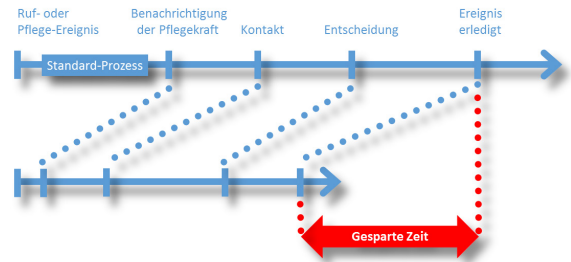 Ruf- oder
Pflege-Ereignis
Benachrichtigung
der Pflegekraft
Kontakt
Entscheidung
Ereignis
erledigt
Standard-Prozess
Gesparte Zeit